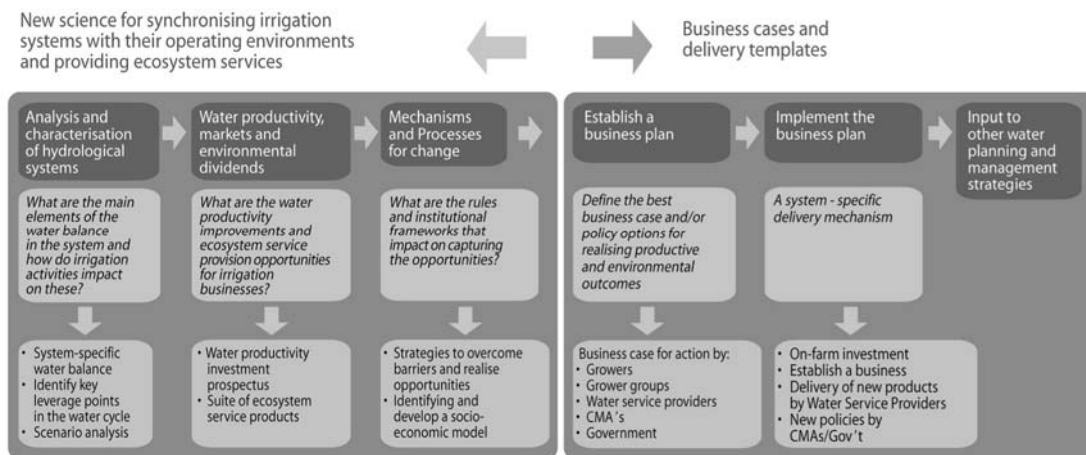 New science for synchronising irrigation
systems with their operating environments
and providing ecosystem services
Business cases and
delivery templates
Analysis and
characterisation
of hydrological
systems
Water productivity,
markets and
environmental
dividends
Mechanisms
and Processes
for change
Establish a
business plan
Implement the
business plan
Input to
other water
planning and
management
strategies
What are the main
elements of the
water balance
in the system and
how do irrigation
activities impact
on these?
What are the water
productivity
improvements and
ecosystem service
provision opportunities
for irrigation
businesses?
What are the rules
and institutional
frameworks that
impact on capturing
the opportunities?
Define the best
business case and/or
policy options for
realising productive
and environmental
outcomes
A system - specific
delivery mechanism
• System-specific
water balance
• Identify key
leverage points
in the water cycle
• Scenario analysis
• Water productivity
investment
prospectus
• Suite of ecosystem
service products
• Strategies to overcome
barriers and realise
opportunities
• Identifying and
develop a socio-
economic model
Business case for action by:
• Growers
• Grower groups
• Water service providers
• CMA's
• Government
• On-farm investment
• Establish a business
• Delivery of new products
by Water Service Providers
• New policies by
CMAs/Gov't